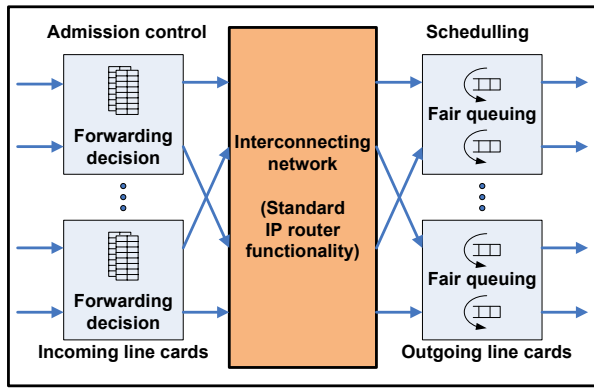 Admission control
Schedulling
Forwarding
decision
Fair queuing
Interconnecting
network
(Standard
IP router
functionality)
Forwarding
decision
Fair queuing
Incoming line cards
Outgoing line cards